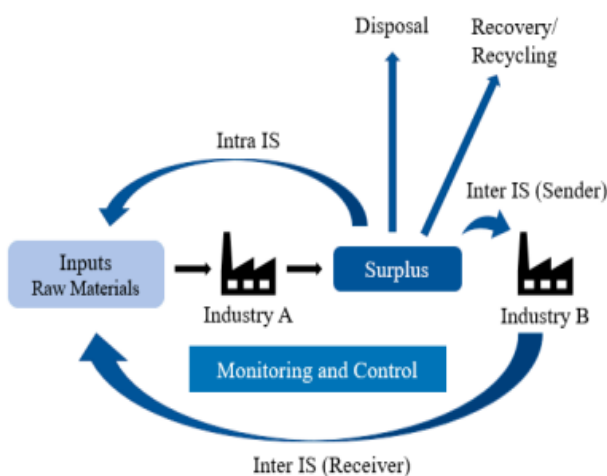 Disposal
Recovery/
Recycling
Intra IS
Inter IS (Sender)
Inputs
Raw Materials
Surplus
Industry A
Industry B
Monitoring and Control
Inter IS (Receiver)